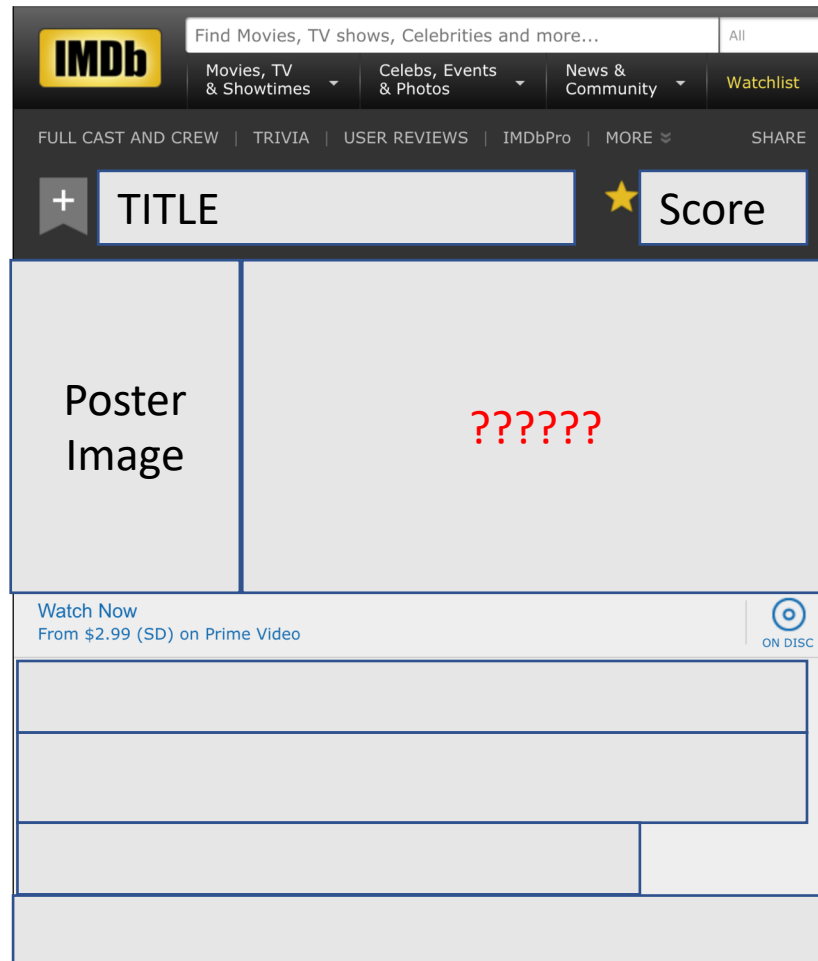 IMDb
Find Movies, TV shows, Celebrities and more...
All
Movies, TV
& Showtimes
Celebs, Events
& Photos
News &
Community
Watchlist
FULL CAST AND CREW | TRIVIA | USER REVIEWS | IMDbPro | MORE
SHARE
+
TITLE
Score
Poster
Image
??????
Watch Now
From $2.99 (SD) on Prime Video
ON DISC